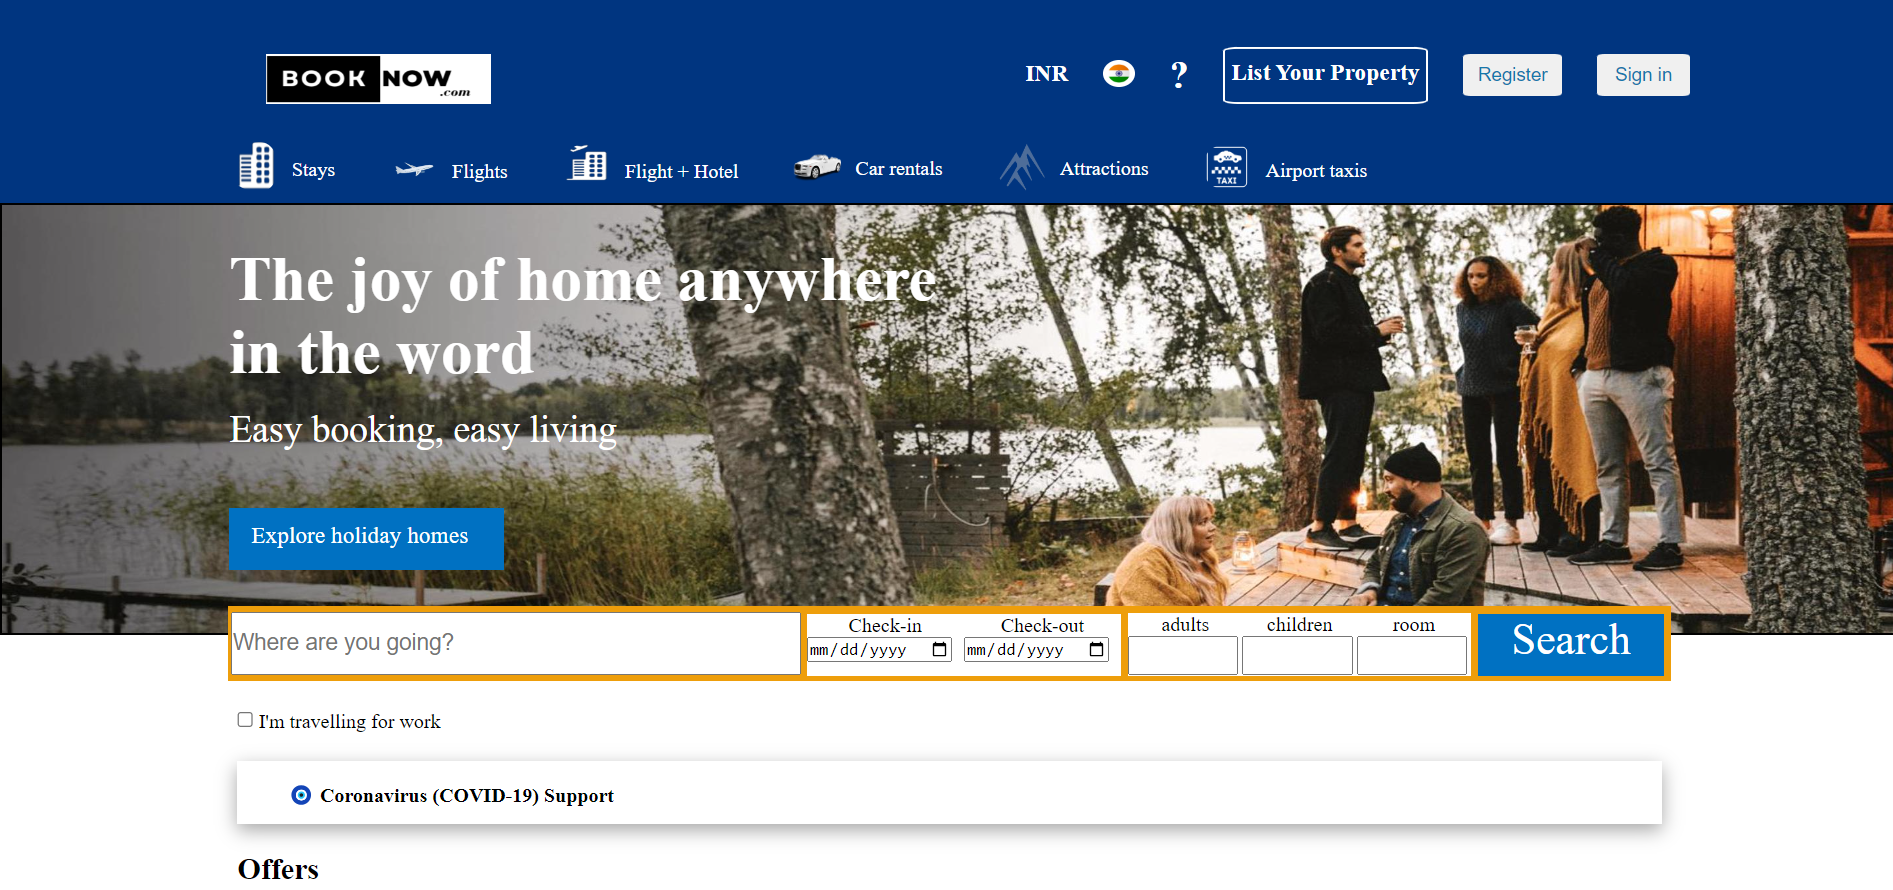 BOOK NOW
.com
INR
?
List Your Property
Register
Sign in
Stays
Flights
Flight + Hotel
Car rentals
Attractions
TAXI
Airport taxis
The joy of home anywhere
in the word
Easy booking, easy living
Explore holiday homes
Where are you going?
Check-in
Check-out
adults
children
room
mm/dd/yyyy
mm/dd/yyyy
Search
I'm travelling for work
Coronavirus (COVID-19) Support
Offers